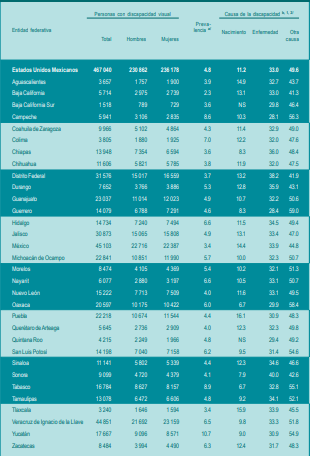 Personas con discapacidad visual
Causa de la discapacidad
Entidad federativa
Preva-
lencia
Total
Hombres
Mujeres
Nacimiento
Enfermedad
Otra
causa
Estados Unidos Mexicanos 467 040 230 862 236 178 4.8 11.2 33.0 49.6
Aguascalientes 3 657 1 757 1 900 3.9 14.9 32.7 43.7
Baja California 5 714 2 975 2 739 2.3 13.1 33.0 41.3
Baja California Sur 1 518 789 729 3.6 NS 29.8 46.4
Campeche 5 941 3 106 2 835 8.6 10.3 28.1 56.3
Coahuila de Zaragoza 9 966 5 102 4 864 4.3 11.4 32.9 49.0
Colima 3 805 1 880 1 925 7.0 12.2 32.0 47.6
Chiapas 13 948 7 354 6 594 3.6 8.3 36.0 48.4
Chihuahua 11 606 5 821 5 785 3.8 11.9 32.0 47.5
Distrito Federal 31 576 15 017 16 559 3.7 13.2 38.2 41.9
Durango 7 652 3 766 3 886 5.3 12.8 35.9 43.1
Guanajuato 23 037 11 014 12 023 4.9 10.7 32.2 50.6
Guerrero 14 079 6 788 7 291 4.6 8.3 28.4 59.0
Hidalgo 14 734 7 240 7 494 6.6 11.5 34.5 49.4
Jalisco 30 873 15 065 15 808 4.9 13.1 33.4 47.0
México 45 103 22 716 22 387 3.4 14.4 33.9 44.8
Michoacán de Ocampo 22 841 10 851 11 990 5.7 10.0 32.3 50.7
Morelos 8 474 4 105 4 369 5.4 10.2 32.1 51.3
Nayarit 6 077 2 880 3 197 6.6 10.5 33.1 50.7
Nuevo León 15 222 7 713 7 509 4.0 11.6 33.1 49.5
Oaxaca 20 597 10 175 10 422 6.0 6.7 29.9 58.4
Puebla 22 218 10 674 11 544 4.4 16.1 30.9 48.3
Querétaro de Arteaga 5 645 2 736 2 909 4.0 12.3 32.3 49.8
Quintana Roo 4 215 2 249 1 966 4.8 NS 29.4 49.2
San Luis Potosí 14 198 7 040 7 158 6.2 9.5 31.4 54.6
Sinaloa 11 141 5 802 5 339 4.4 12.3 34.6 46.6
Sonora 9 099 4 720 4 379 4.1 7.9 40.0 42.6
Tabasco 16 784 8 627 8 157 8.9 6.7 32.8 55.1
Tamaulipas 13 078 6 472 6 606 4.8 9.2 34.1 52.1
Tlaxcala 3 240 1 646 1 594 3.4 15.9 33.9 45.5
Veracruz de Ignacio de la Llave 44 851 21 692 23 159 6.5 9.8 33.3 51.8
Yucatán 17 667 9 096 8 571 10.7 9.0 30.9 54.9
Zacatecas 8 484 3 994 4 490 6.3 12.4 31.7 48.3